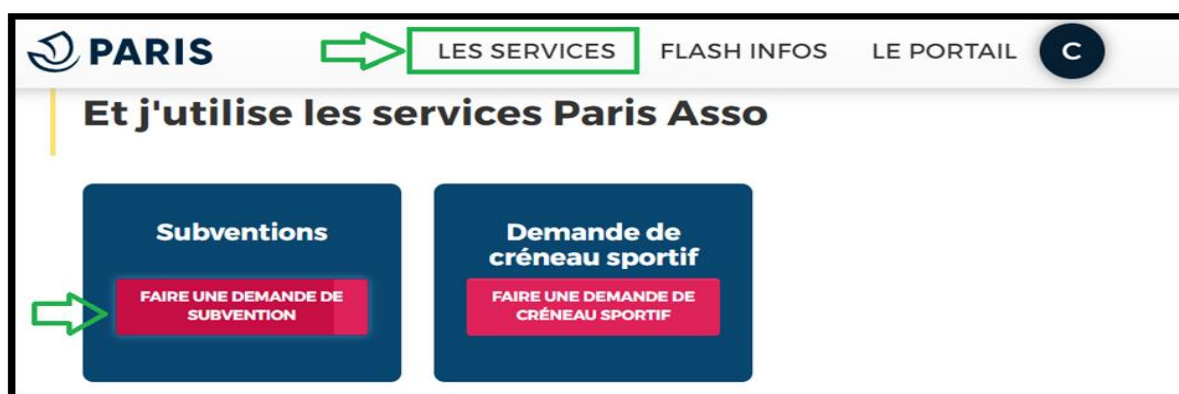 PARIS LES SERVICES FLASH INFOS LE PORTAIL C
Et j'utilise les services Paris Asso
Subventions
FAIRE UNE DEMANDE DE
SUBVENTION
Demande de
créneau sportif
FAIRE UNE DEMANDE DE
CRÉNEAU SPORTIF